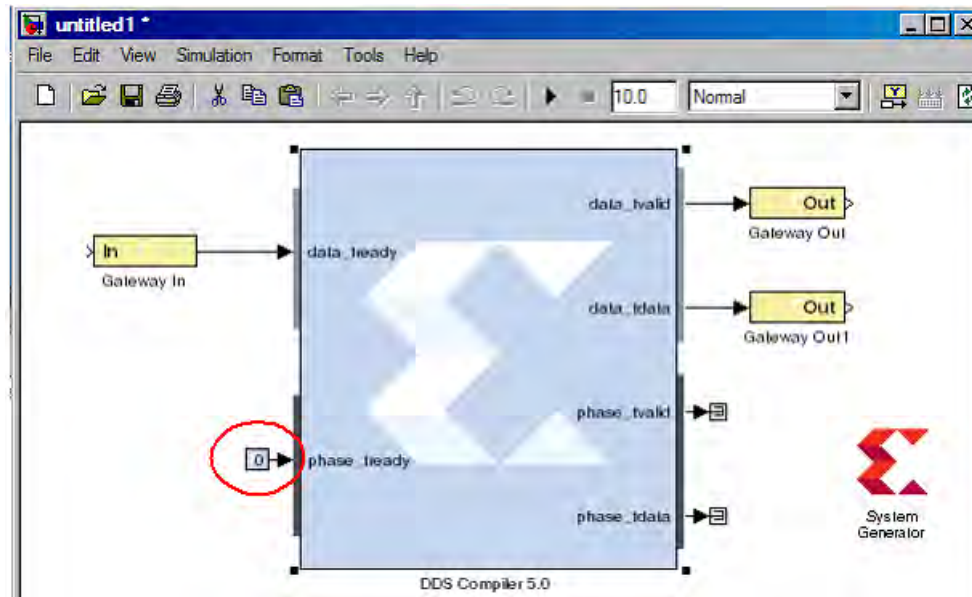 untitled1 *
File Edit View Simulation Format Tools Help
10.0 Normal
data_tvalid Out
Gateway Out
In data_tready
Gateway In
data_tdata Out
Gateway Out1
phase_tvalid
0 phase_tready
phase_tdata System
Generator
DDS Compiler 5.0